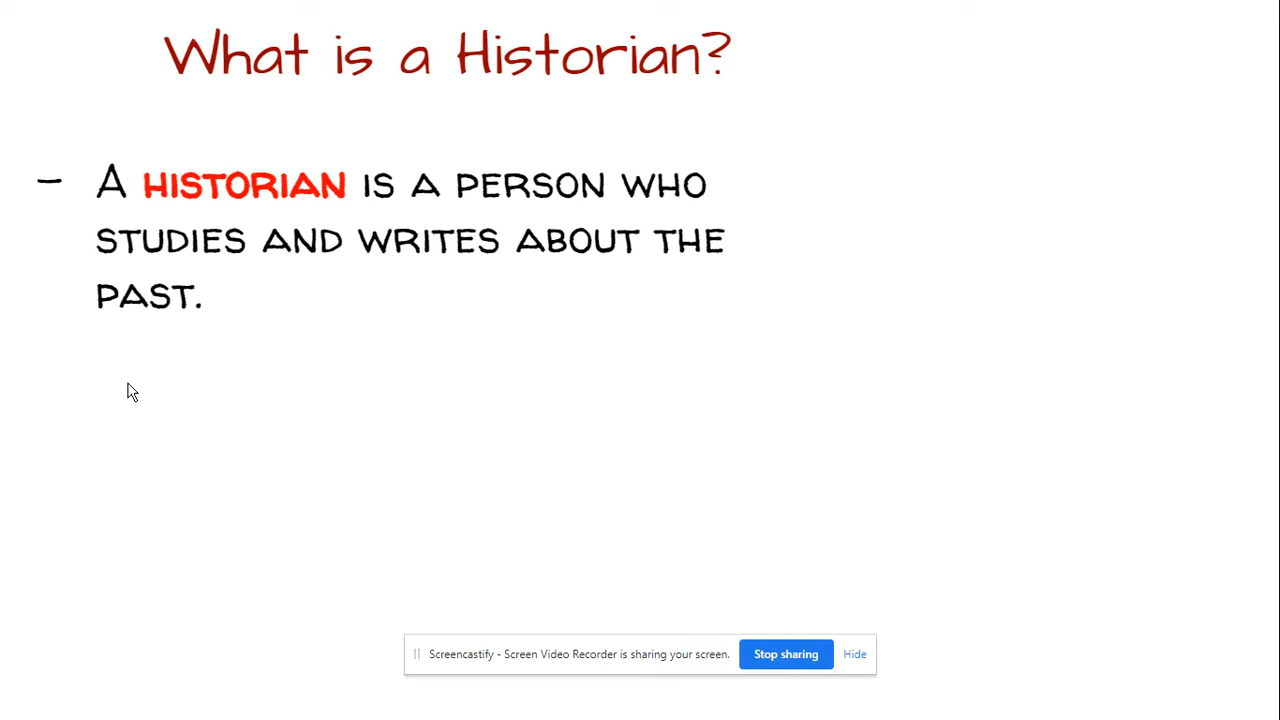 What is a Historian?
- A HISTORIAN IS A PERSON WHO
STUDIES AND WRITES ABOUT THE
PAST.
Screencastify - Screen Video Recorder is sharing your screen. Stop sharing Hide